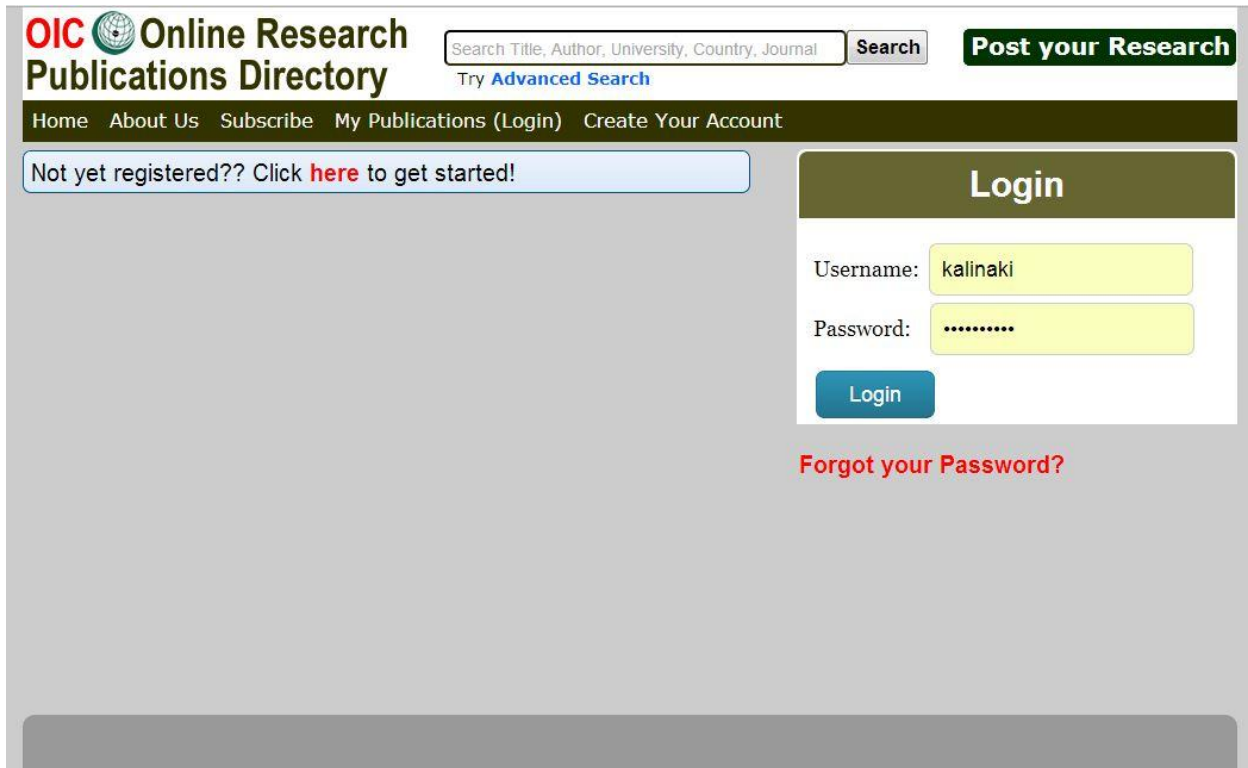 OIC Online Research
Publications Directory
Search Title, Author, University, Country, Journal
Search
Try Advanced Search
Post your Research
Home About Us Subscribe My Publications (Login) Create Your Account
Not yet registered?? Click here to get started!
Login
Username: kalinaki
Password: ••••••••••
Login
Forgot your Password?